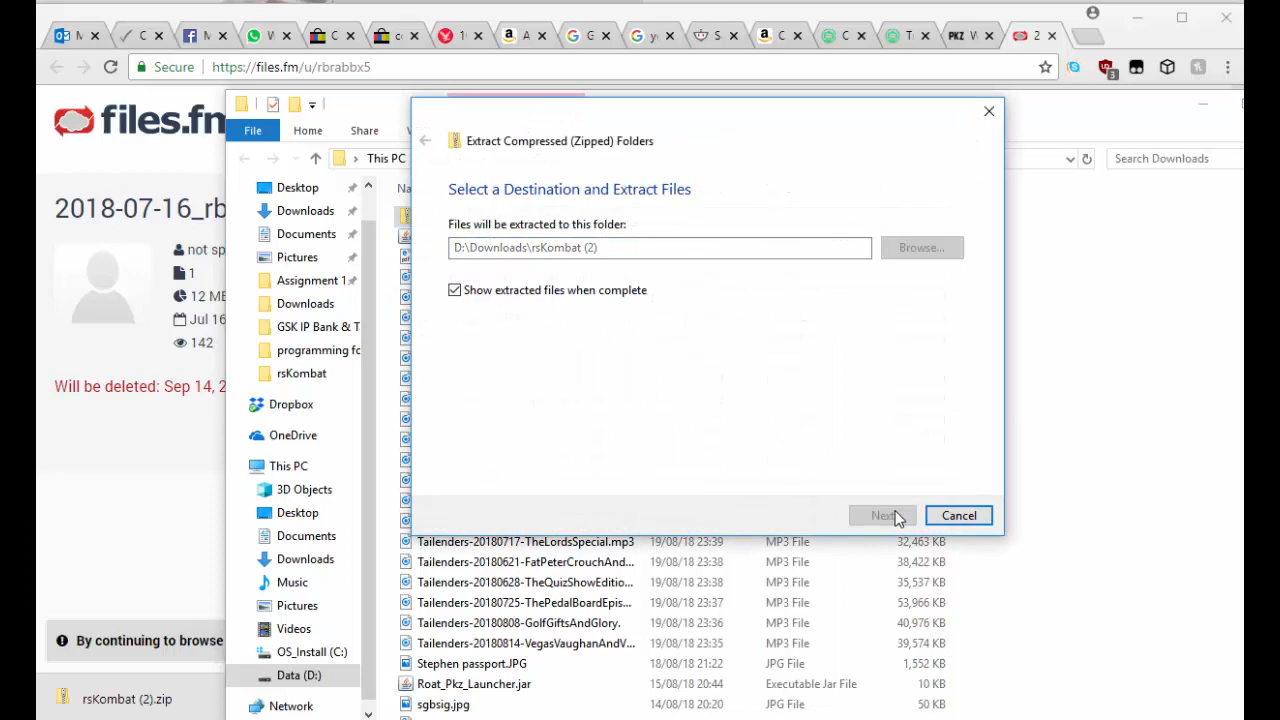 M
C
M
W
C
co
1
A
G
yo
S
C
C
T
PKZ V
2
Secure
https://files.fm/u/rbrabbx5
3
files.fm
Extract Compressed (Zipped) Folders
File
Home
Share
This PC
Search Downloads
Select a Destination and Extract Files
2018-07-16_rb
Files will be extracted to this folder:
D:\Downloads\rsKombat (2)
Browse...
Show extracted files when complete
not sp
1
12 MB
Jul 16
142
Will be deleted: Sep 14, 2
Desktop
Downloads
Documents
Pictures
Assignment 1
Downloads
GSK IP Bank & T
programming fo
rsKombat
Dropbox
OneDrive
This PC
3D Objects
Desktop
Documents
Downloads
Music
Pictures
Videos
OS_Install (C:)
Data (D:)
Network
Next
Cancel
Tailenders-20180717-TheLordsSpecial.mp3 19/08/18 23:39 MP3 File 32,463 KB
Tailenders-20180621-FatPeterCrouchAnd... 19/08/18 23:38 MP3 File 38,422 KB
Tailenders-20180628-TheQuizShowEditio... 19/08/18 23:38 MP3 File 35,537 KB
Tailenders-20180725-ThePedalBoardEpis... 19/08/18 23:37 MP3 File 53,966 KB
Tailenders-20180808-GolfGiftsAndGlory. 19/08/18 23:36 MP3 File 40,976 KB
Tailenders-20180814-VegasVaughanAndV... 19/08/18 23:35 MP3 File 39,574 KB
Stephen passport.JPG 18/08/18 21:22 JPG File 1,552 KB
Roat_Pkz_Launcher.jar 15/08/18 20:44 Executable Jar File 10 KB
sgbsig.jpg 14/08/18 20:20 JPG File 50 KB
By continuing to browse
rsKombat (2).zip